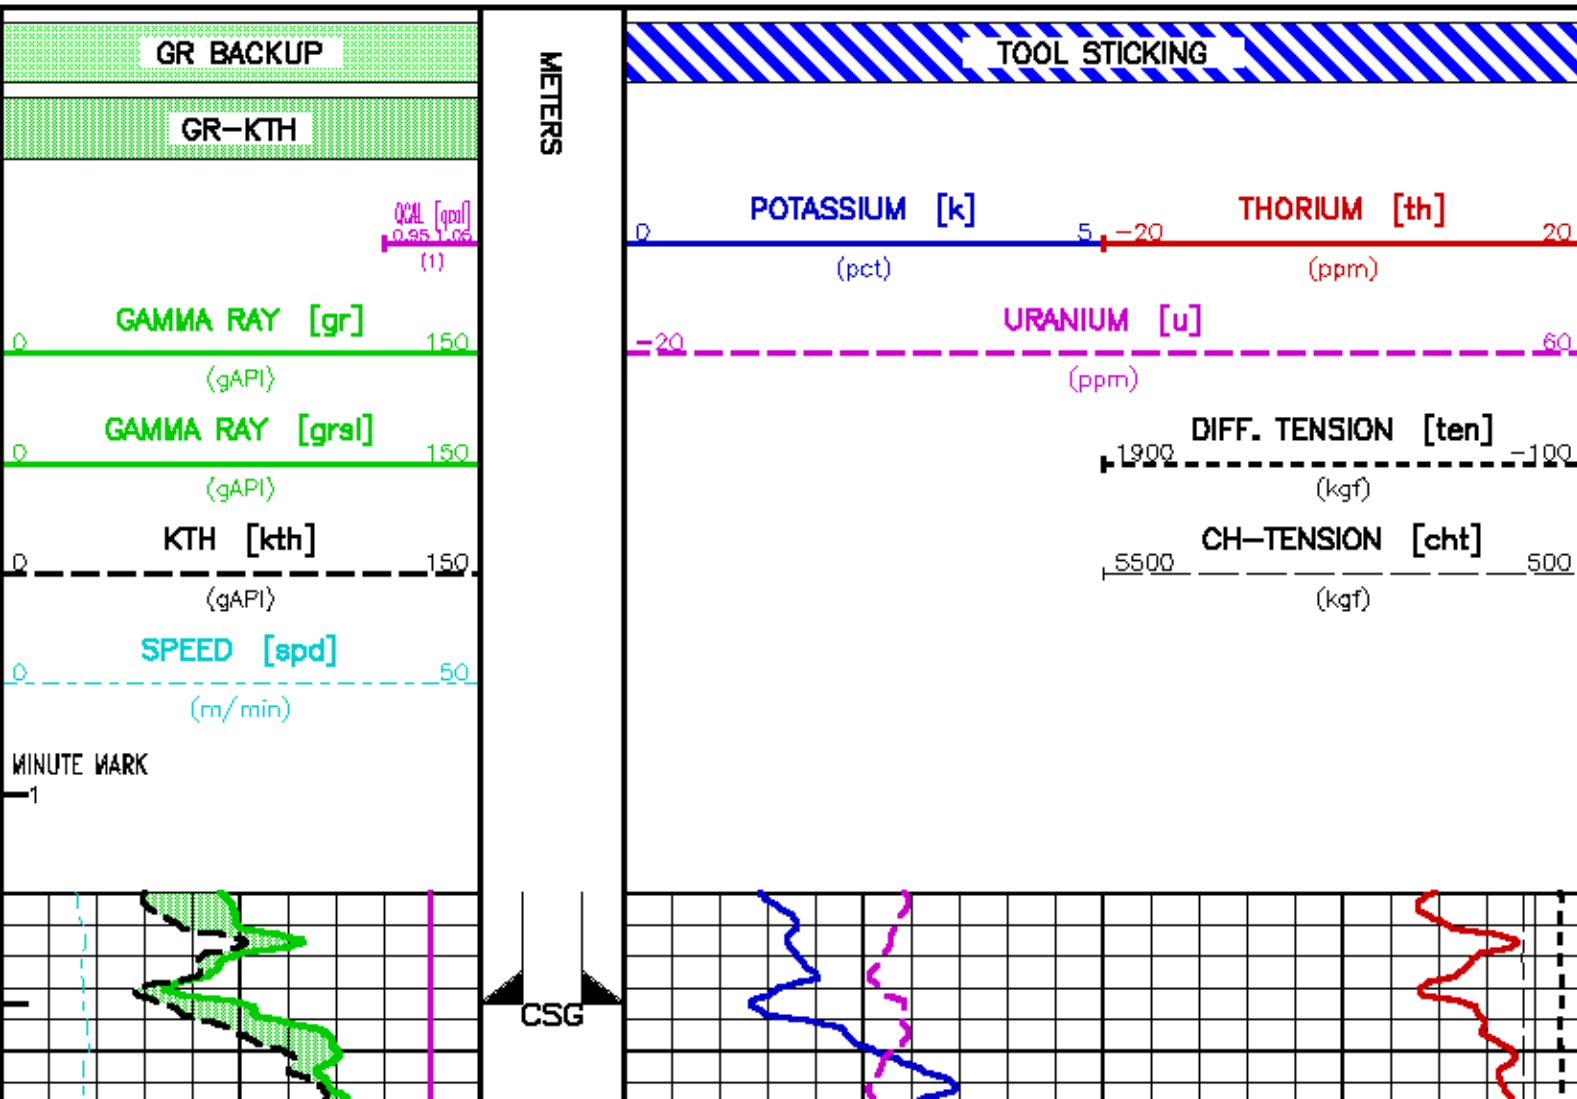 GR BACKUP
GR-KTH
QCAL [qcal]
0.95 1.05
(1)
GAMMA RAY [gr]
0 150
(gAPI)
GAMMA RAY [grsl]
0 150
(gAPI)
KTH [kth]
0 150
(gAPI)
SPEED [spd]
0 50
(m/min)
MINUTE MARK
1
METERS
CSG
TOOL STICKING
POTASSIUM [k]
0 5
(pct)
THORIUM [th]
-20 20
(ppm)
URANIUM [u]
-20 60
(ppm)
DIFF. TENSION [ten]
1900 -100
(kgf)
CH-TENSION [cht]
5500 500
(kgf)